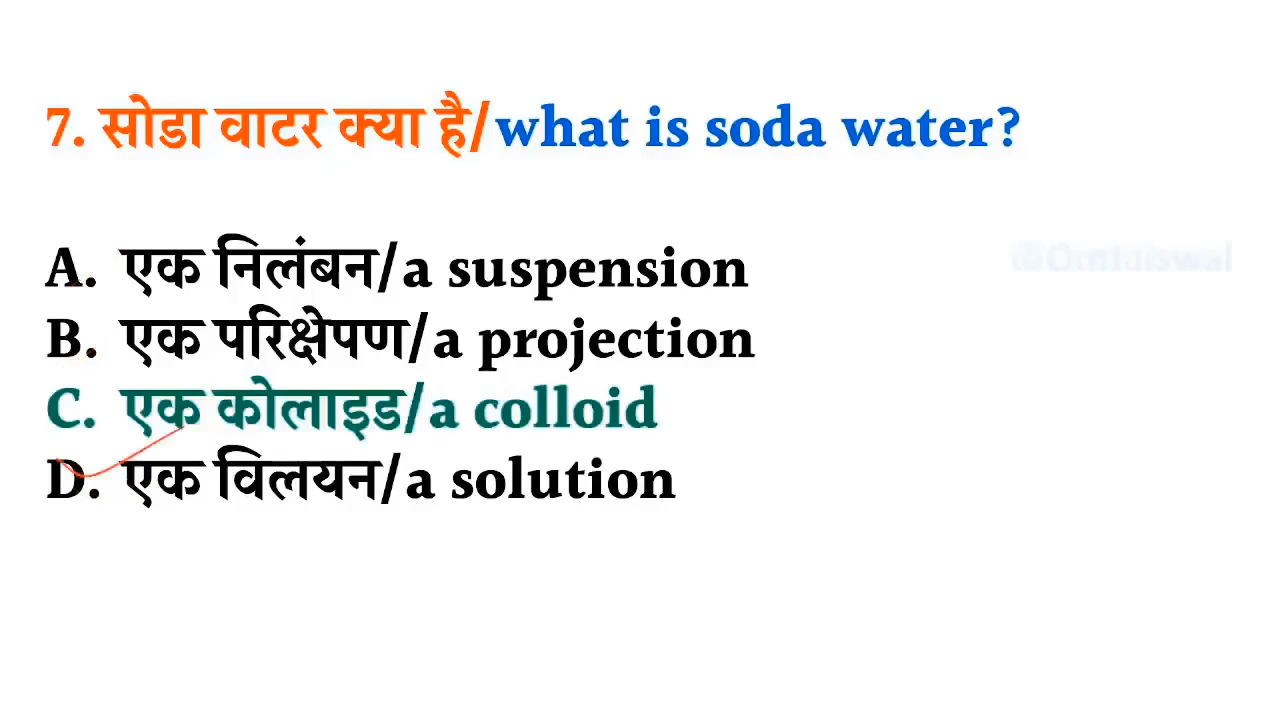 7. सोडा वाटर क्या है/what is soda water?
A. एक निलंबन/a suspension
B. एक परिक्षेपण/a projection
C. एक कोलाइड/a colloid
D. एक विलयन/a solution